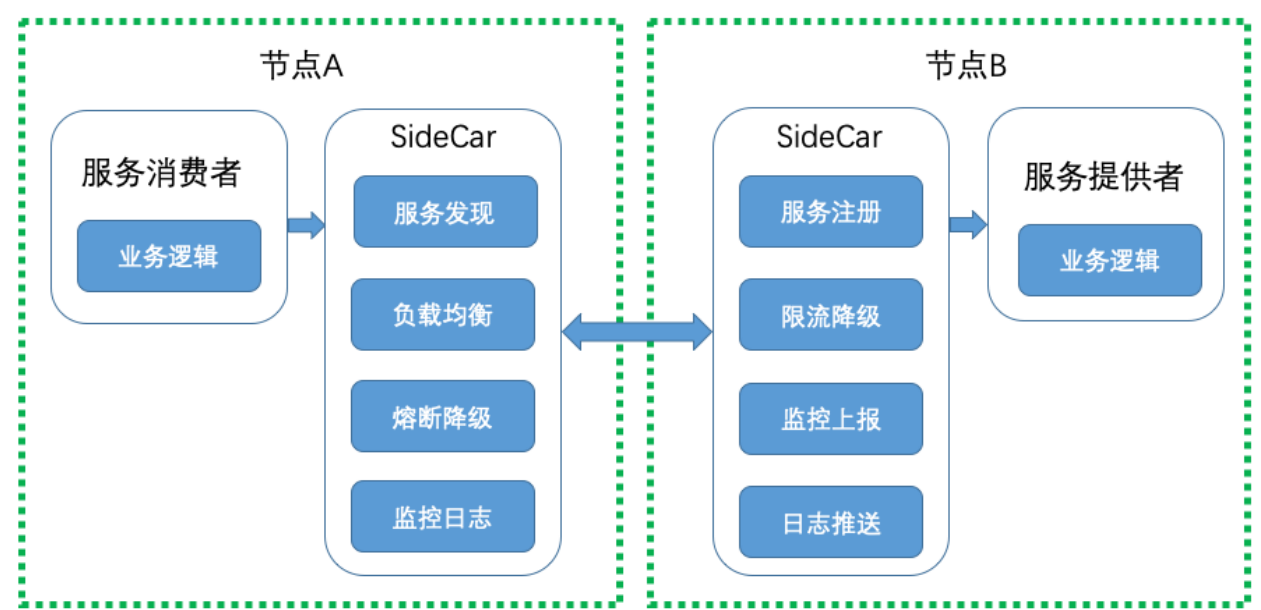 节点A
服务消费者
业务逻辑
SideCar
服务发现
负载均衡
熔断降级
监控日志
节点B
SideCar
服务注册
限流降级
监控上报
日志推送
服务提供者
业务逻辑